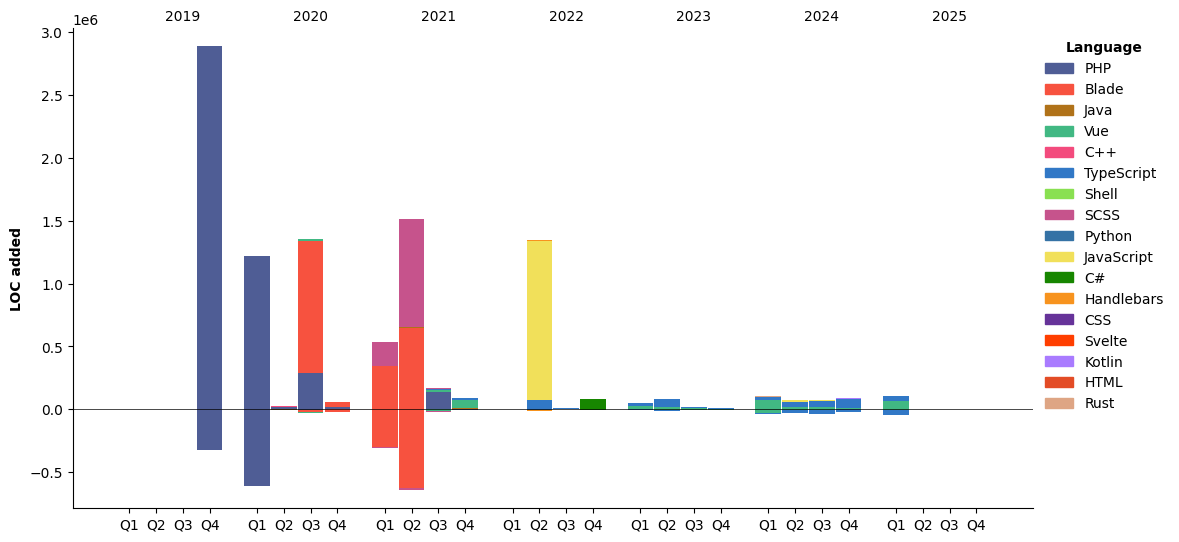 1e6
2019 2020 2021 2022 2023 2024 2025
3.0
2.5
2.0
1.5
1.0
0.5
0.0
−0.5
LOC added
Q1 Q2 Q3 Q4 Q1 Q2 Q3 Q4 Q1 Q2 Q3 Q4 Q1 Q2 Q3 Q4 Q1 Q2 Q3 Q4 Q1 Q2 Q3 Q4 Q1 Q2 Q3 Q4
Language
PHP
Blade
Java
Vue
C++
TypeScript
Shell
SCSS
Python
JavaScript
C#
Handlebars
CSS
Svelte
Kotlin
HTML
Rust